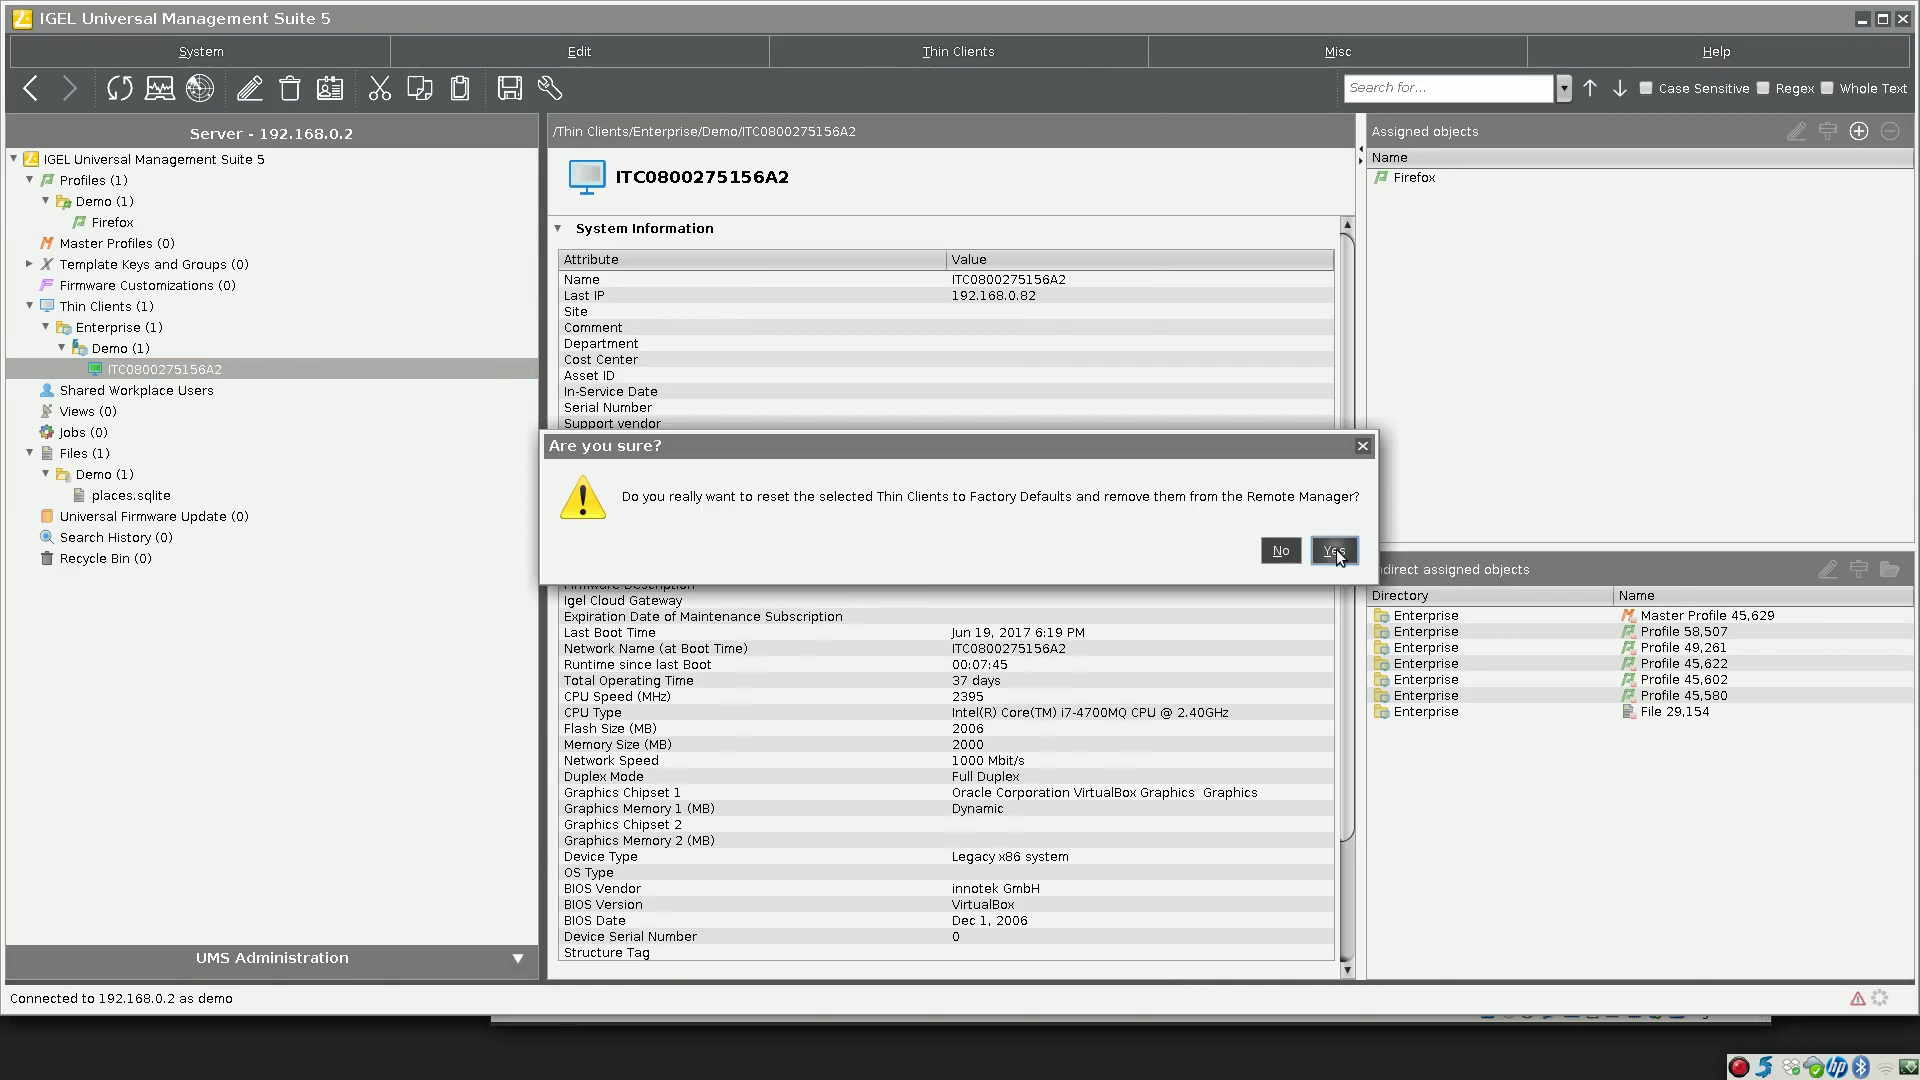 IGEL Universal Management Suite 5
System Edit Thin Clients Misc Help
Search for... Case Sensitive Regex Whole Text
Server - 192.168.0.2
IGEL Universal Management Suite 5
Profiles (1)
Demo (1)
Firefox
Master Profiles (0)
Template Keys and Groups (0)
Firmware Customizations (0)
Thin Clients (1)
Enterprise (1)
Demo (1)
ITC0800275156A2
Shared Workplace Users
Views (0)
Jobs (0)
Files (1)
Demo (1)
places.sqlite
Universal Firmware Update (0)
Search History (0)
Recycle Bin (0)
UMS Administration
/Thin Clients/Enterprise/Demo/ITC0800275156A2
ITC0800275156A2
System Information
Attribute Value
Name ITC0800275156A2
Last IP 192.168.0.82
Site
Comment
Department
Cost Center
Asset ID
In-Service Date
Serial Number
Support vendor
Are you sure?
Do you really want to reset the selected Thin Clients to Factory Defaults and remove them from the Remote Manager?
No Yes
Firmware Description
Igel Cloud Gateway
Expiration Date of Maintenance Subscription
Last Boot Time Jun 19, 2017 6:19 PM
Network Name (at Boot Time) ITC0800275156A2
Runtime since last Boot 00:07:45
Total Operating Time 37 days
CPU Speed (MHz) 2395
CPU Type Intel(R) Core(TM) i7-4700MQ CPU @ 2.40GHz
Flash Size (MB) 2006
Memory Size (MB) 2000
Network Speed 1000 Mbit/s
Duplex Mode Full Duplex
Graphics Chipset 1 Oracle Corporation VirtualBox Graphics Graphics
Graphics Memory 1 (MB) Dynamic
Graphics Chipset 2
Graphics Memory 2 (MB)
Device Type Legacy x86 system
OS Type
BIOS Vendor innotek GmbH
BIOS Version VirtualBox
BIOS Date Dec 1, 2006
Device Serial Number 0
Structure Tag
Assigned objects
Name
Firefox
ndirect assigned objects
Directory Name
Enterprise Master Profile 45,629
Enterprise Profile 58,507
Enterprise Profile 49,261
Enterprise Profile 45,622
Enterprise Profile 45,602
Enterprise Profile 45,580
Enterprise File 29,154
Connected to 192.168.0.2 as demo